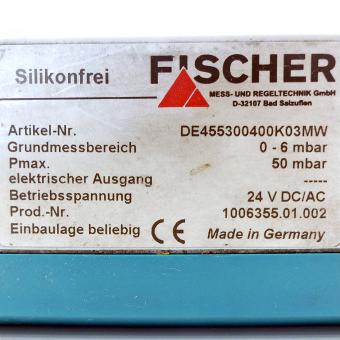 Silikonfrei FISCHER
MESS- UND REGELTECHNIK GmbH
D-32107 Bad Salzuflen
Artikel-Nr. DE455300400K03MW
Grundmessbereich 0 - 6 mbar
Pmax. 50 mbar
elektrischer Ausgang -----
Betriebsspannung 24 V DC/AC
Prod.-Nr. 1006355.01.002
Einbaulage beliebig CE Made in Germany